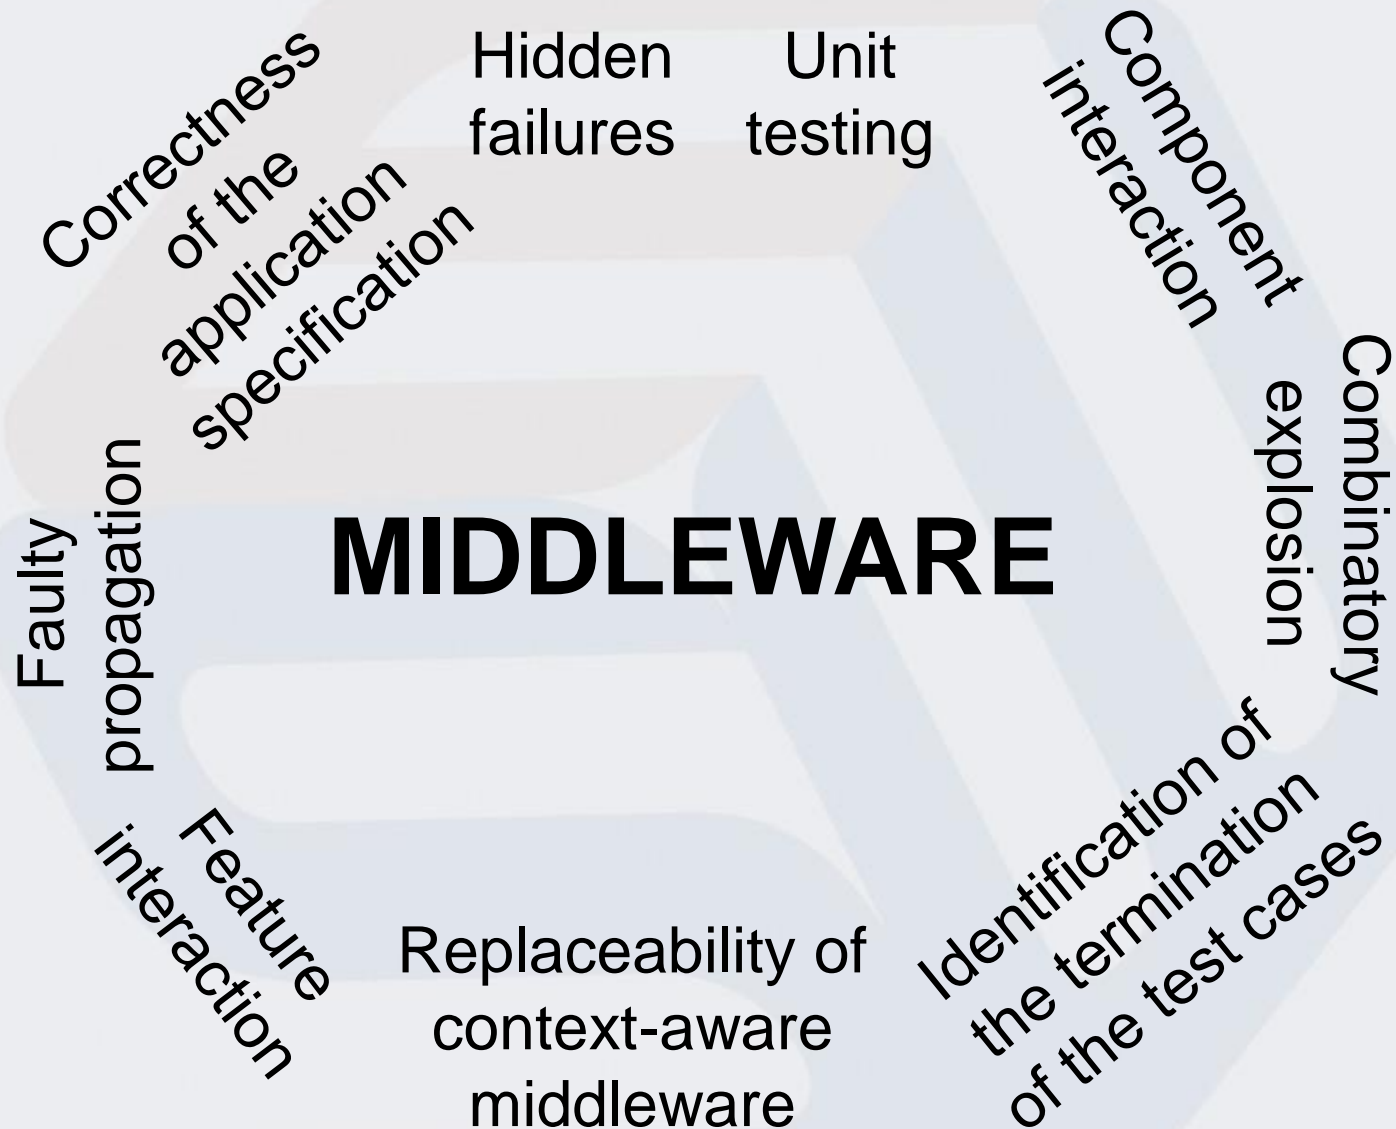 Correctness
of the
application
specification
Hidden
failures
Unit
testing
Component
interaction
Combinatory
explosion
Faulty
propagation
MIDDLEWARE
Feature
interaction
Replaceability of
context-aware
middleware
Identification of
the termination
of the test cases